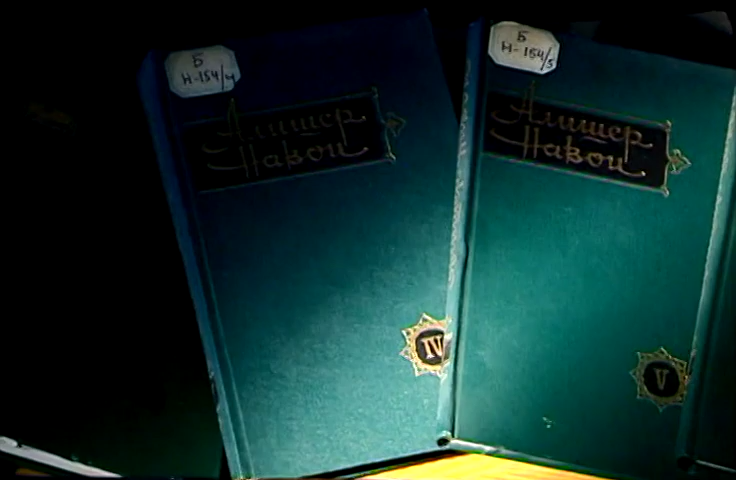 Б
Н-154/4
Алишер
Навои
IV
Б
Н-154/5
Алишер
Навои
V